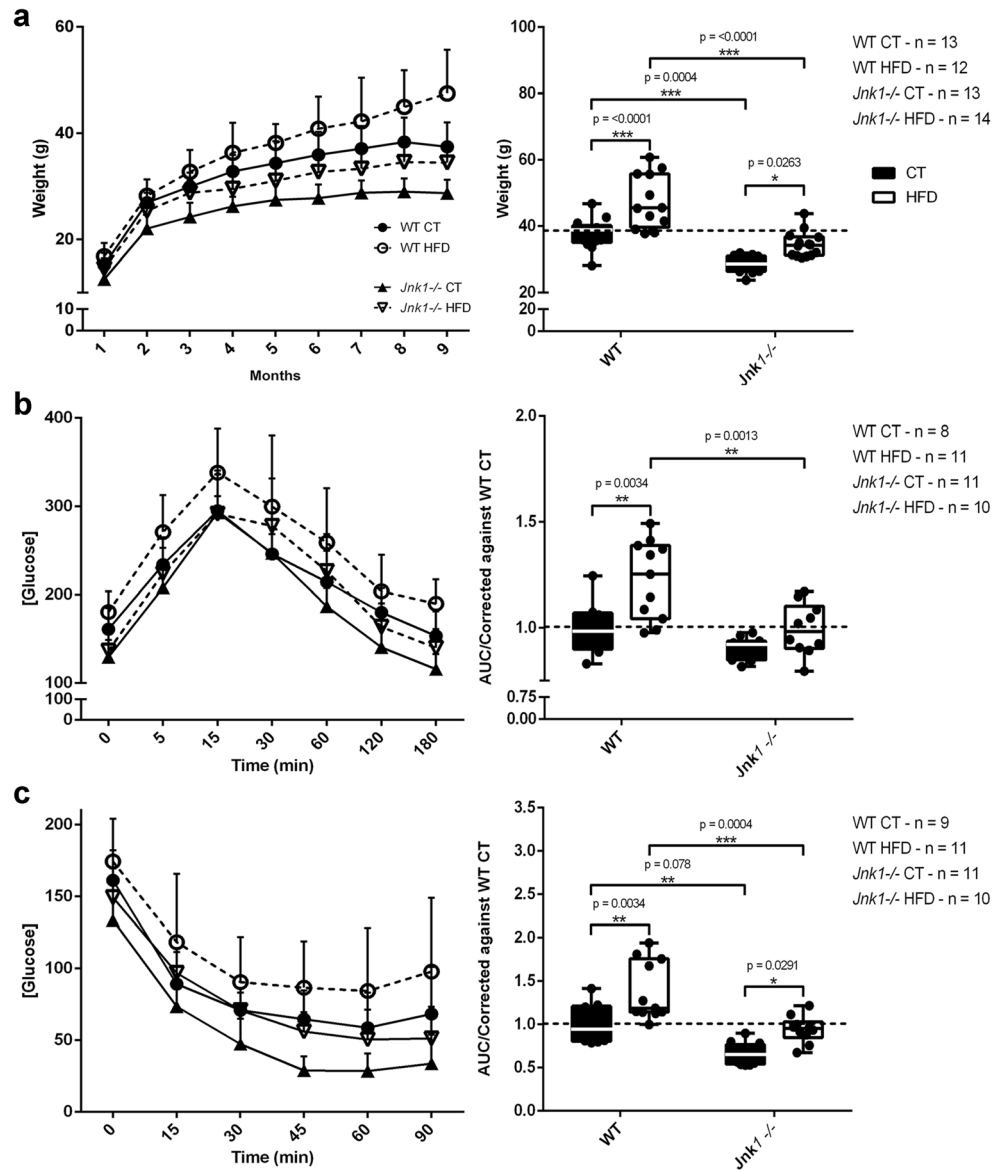 a
Weight (g)
60
40
20
10
0
1
2
3
4
5
6
7
8
9
Months
WT CT
WT HFD
Jnk1-/- CT
Jnk1-/- HFD
Weight (g)
100
80
60
40
20
20
0
WT
Jnk1-/-
p = <0.0001
***
p = 0.0004
***
p = <0.0001
***
p = 0.0263
*
WT CT - n = 13
WT HFD - n = 12
Jnk1-/- CT - n = 13
Jnk1-/- HFD - n = 14
CT
HFD
b
[Glucose]
400
300
200
100
100
0
0
5
15
30
60
120
180
Time (min)
AUC/Corrected against WT CT
2.0
1.5
1.0
0.75
0.00
WT
Jnk1 -/-
p = 0.0013
**
p = 0.0034
**
WT CT - n = 8
WT HFD - n = 11
Jnk1-/- CT - n = 11
Jnk1-/- HFD - n = 10
c
[Glucose]
200
150
100
50
0
0
15
30
45
60
90
Time (min)
AUC/Corrected against WT CT
3.5
3.0
2.5
2.0
1.5
1.0
0.5
0.0
WT
Jnk1 -/-
p = 0.0004
***
p = 0.078
**
p = 0.0034
**
p = 0.0291
*
WT CT - n = 9
WT HFD - n = 11
Jnk1-/- CT - n = 11
Jnk1-/- HFD - n = 10